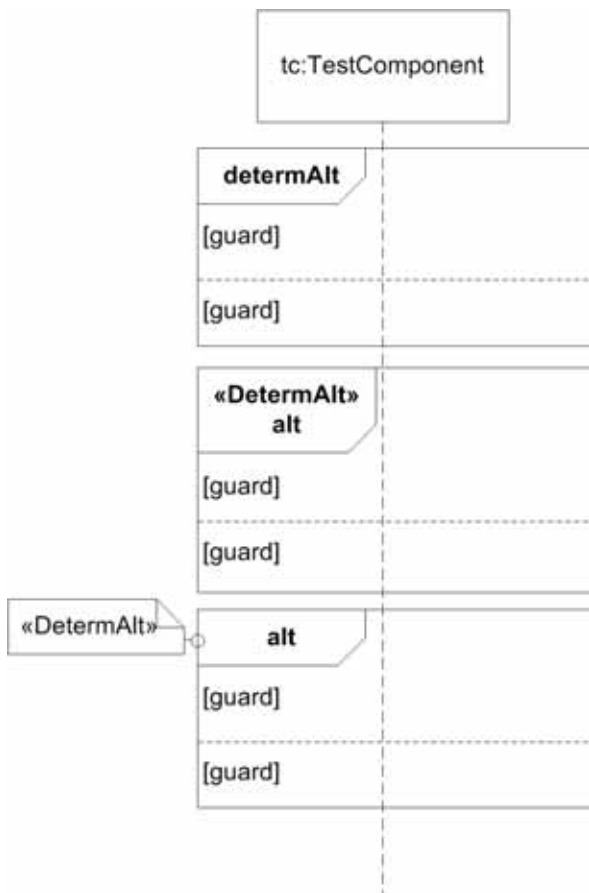 tc:TestComponent
determAlt
[guard]
[guard]
«DetermAlt»
alt
[guard]
[guard]
«DetermAlt»
alt
[guard]
[guard]